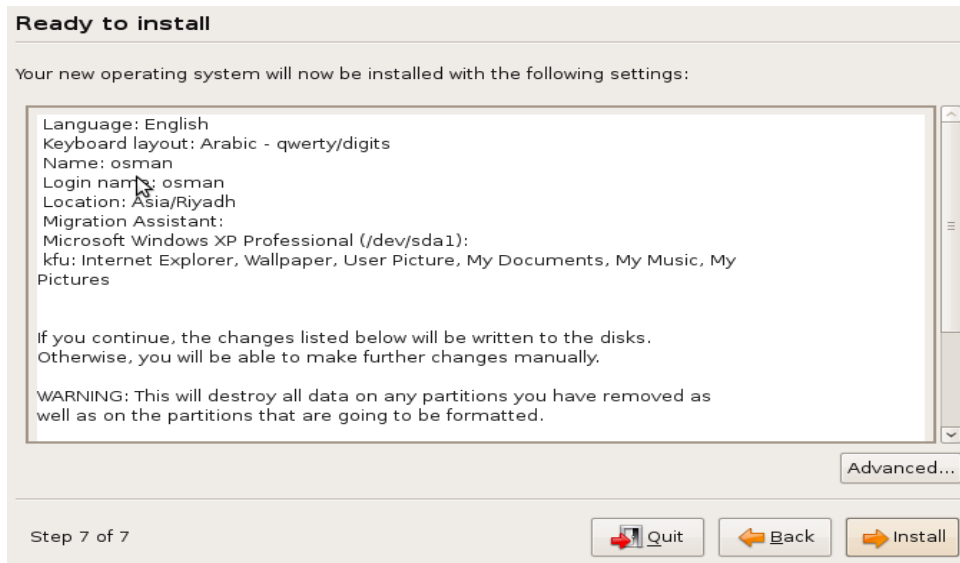 Ready to install
Your new operating system will now be installed with the following settings:
Language: English
Keyboard layout: Arabic - qwerty/digits
Name: osman
Login name: osman
Location: Asia/Riyadh
Migration Assistant:
Microsoft Windows XP Professional (/dev/sda1):
kfu: Internet Explorer, Wallpaper, User Picture, My Documents, My Music, My
Pictures
If you continue, the changes listed below will be written to the disks.
Otherwise, you will be able to make further changes manually.
WARNING: This will destroy all data on any partitions you have removed as
well as on the partitions that are going to be formatted.
Advanced...
Step 7 of 7
Quit
Back
Install